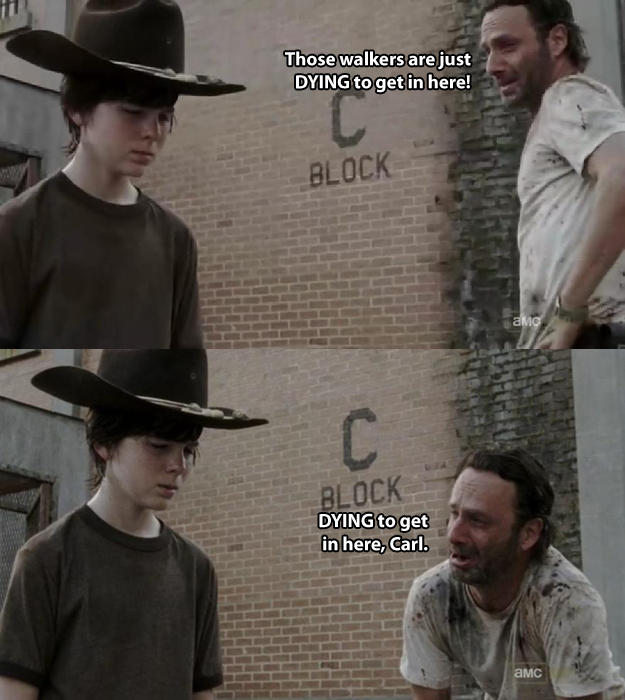 Those walkers are just
DYING to get in here!
C
BLOCK
amc
C
BLOCK
DYING to get
in here, Carl.
amc